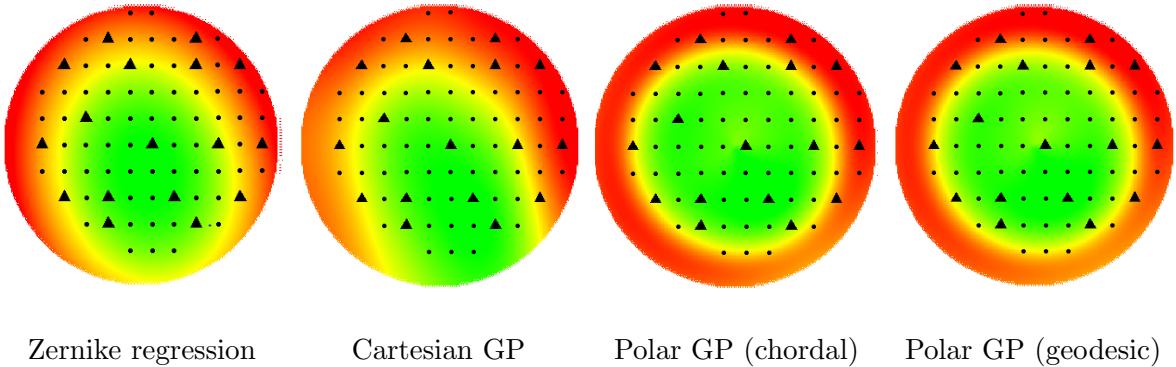 Zernike regression
Cartesian GP
Polar GP (chordal)
Polar GP (geodesic)